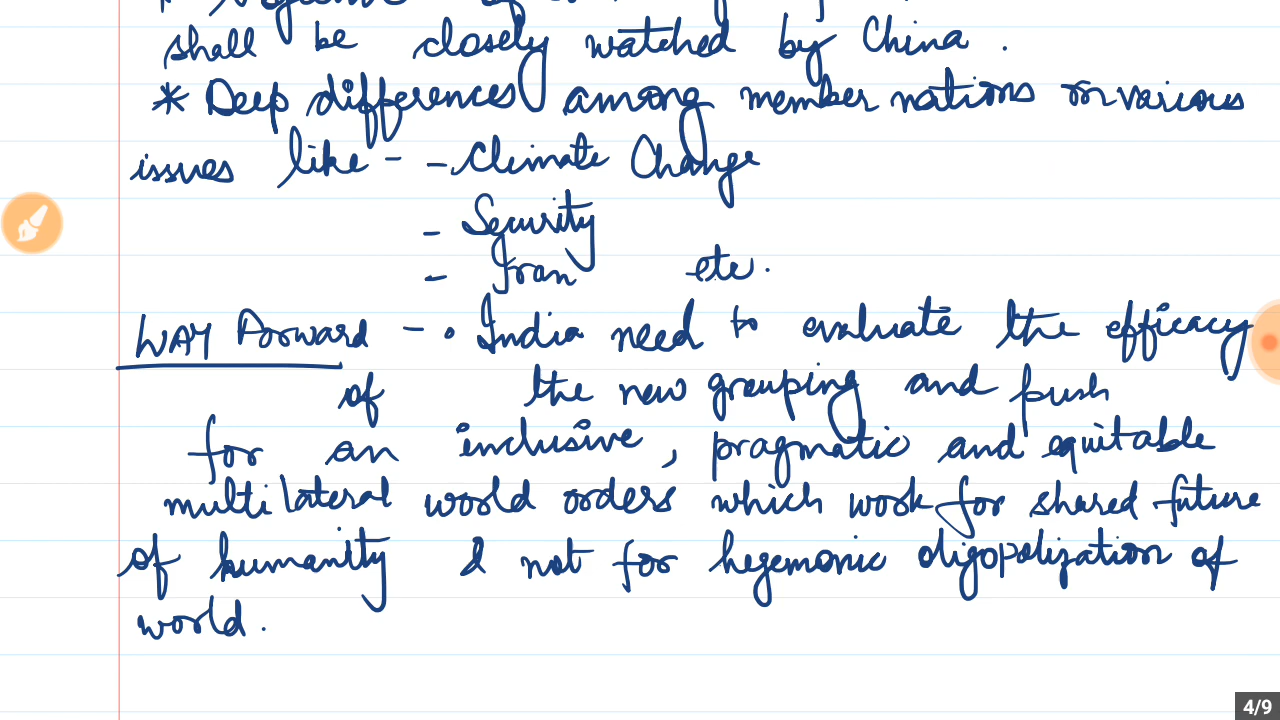 shall be closely watched by China.
* Deep differences among member nations on various
issues like - - Climate Change
- Security
- Iran etc.
WAY Forward - • India need to evaluate the efficacy
of the new grouping and push
for an inclusive, pragmatic and equitable
multilateral world orders which work for shared future
of humanity & not for hegemonic oligopolization of
world.
4/9